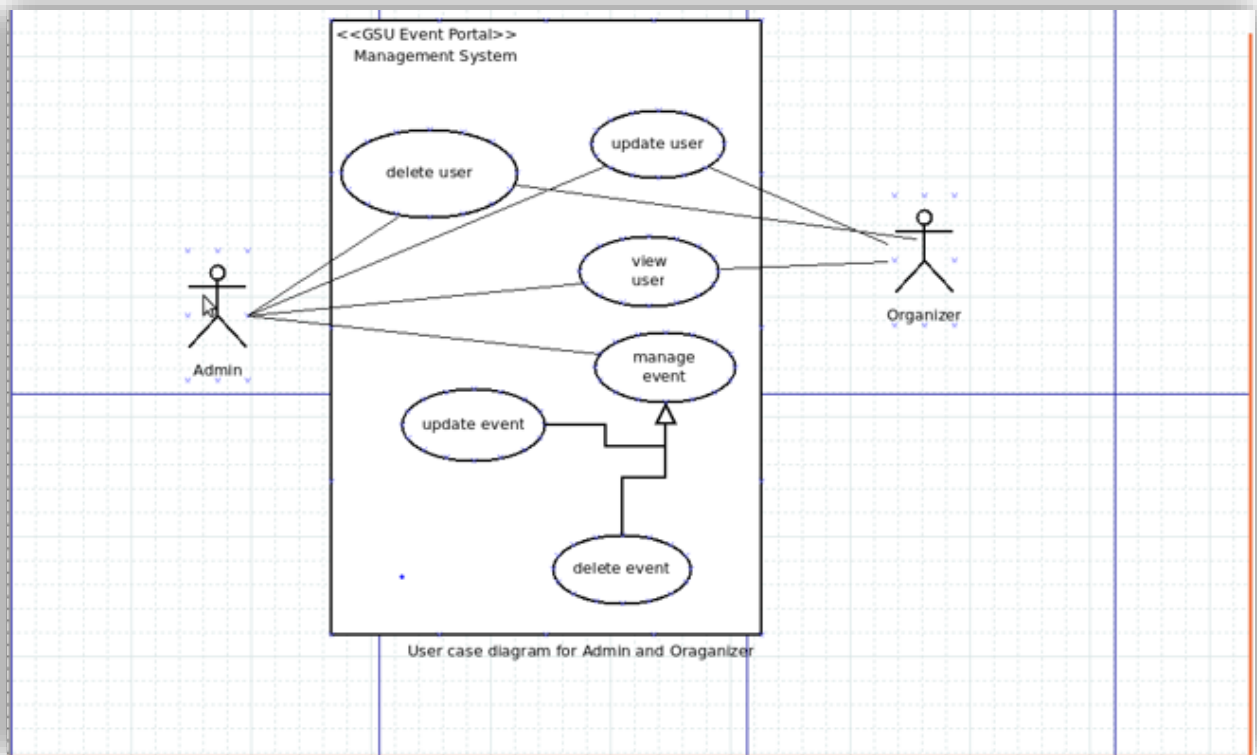 <<GSU Event Portal>>
Management System
update user
delete user
view
user
Organizer
manage
event
Admin
update event
delete event
User case diagram for Admin and Oraganizer